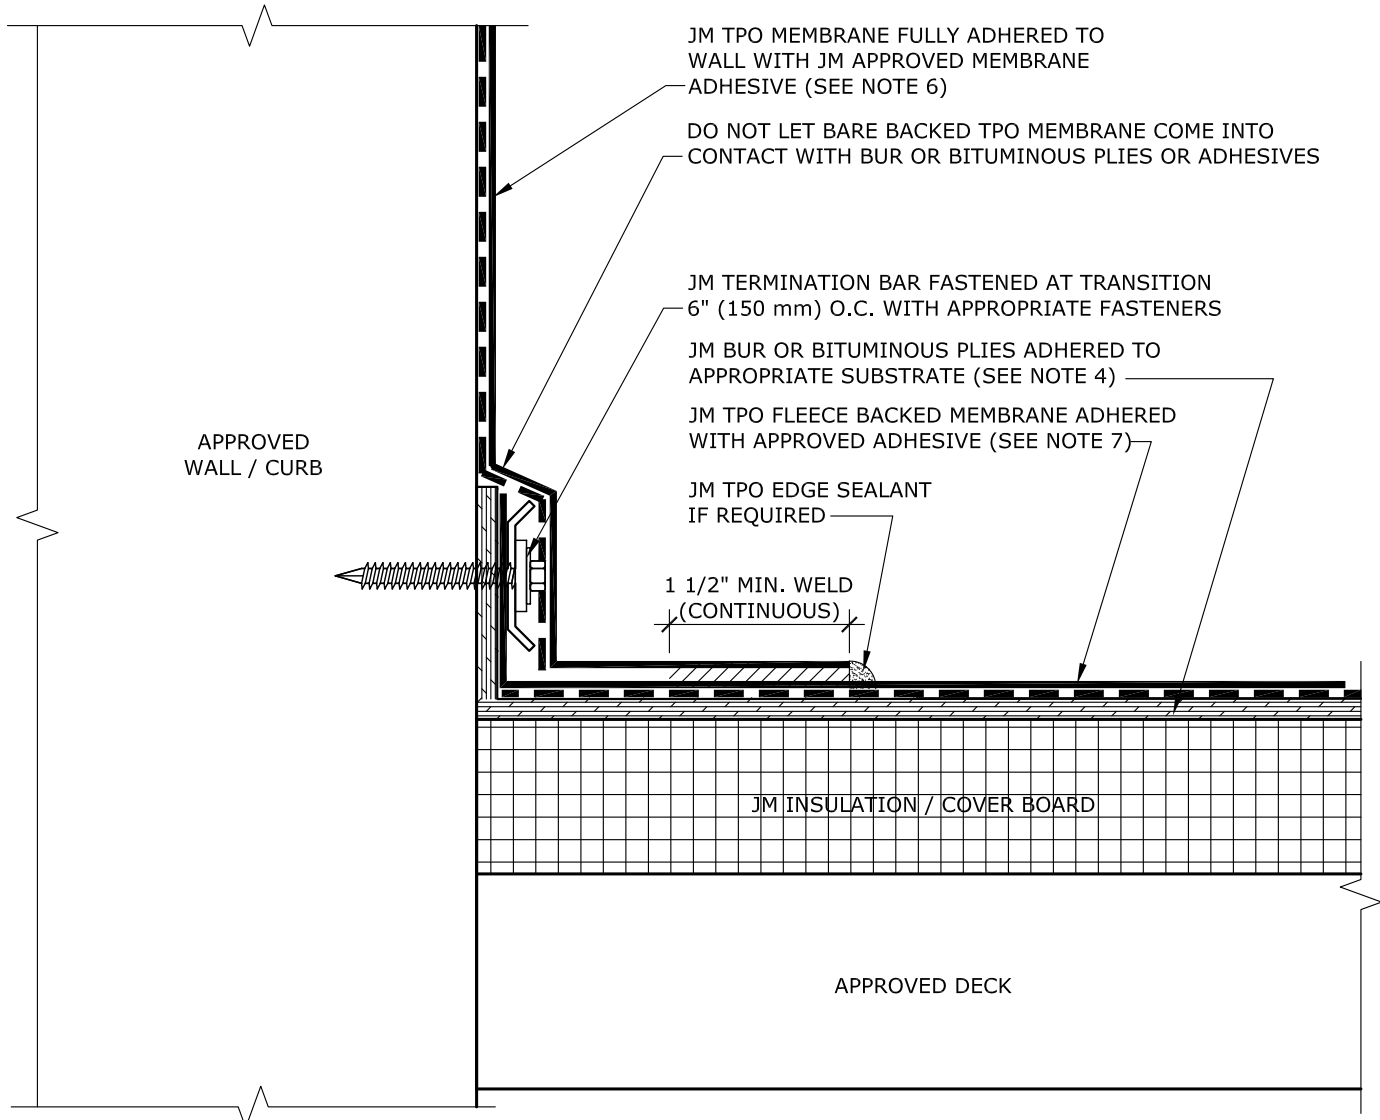 JM TPO MEMBRANE FULLY ADHERED TO
WALL WITH JM APPROVED MEMBRANE
ADHESIVE (SEE NOTE 6)
DO NOT LET BARE BACKED TPO MEMBRANE COME INTO
CONTACT WITH BUR OR BITUMINOUS PLIES OR ADHESIVES
JM TERMINATION BAR FASTENED AT TRANSITION
6" (150 mm) O.C. WITH APPROPRIATE FASTENERS
JM BUR OR BITUMINOUS PLIES ADHERED TO
APPROPRIATE SUBSTRATE (SEE NOTE 4)
JM TPO FLEECE BACKED MEMBRANE ADHERED
WITH APPROVED ADHESIVE (SEE NOTE 7)
APPROVED
WALL / CURB
JM TPO EDGE SEALANT
IF REQUIRED
1 1/2" MIN. WELD
(CONTINUOUS)
JM INSULATION / COVER BOARD
APPROVED DECK